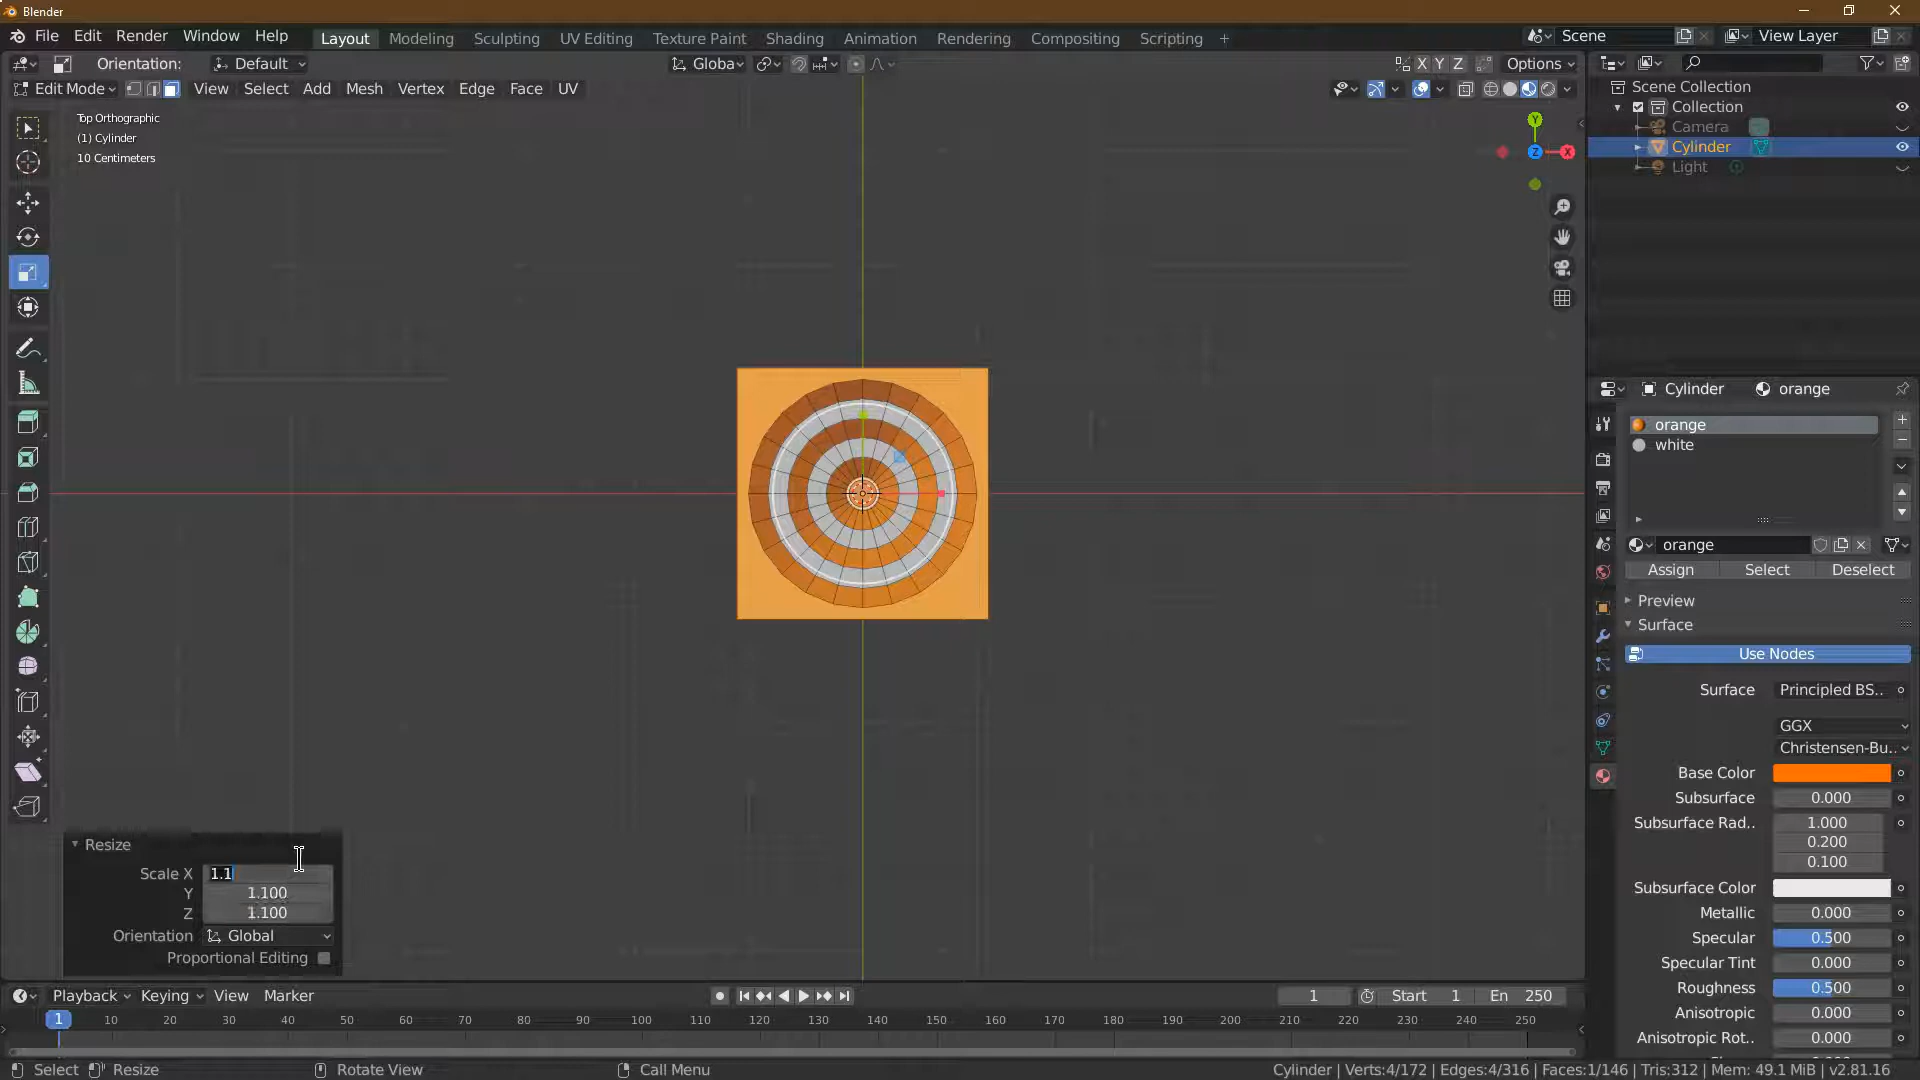 Blender
File Edit Render Window Help Layout Modeling Sculpting UV Editing Texture Paint Shading Animation Rendering Compositing Scripting + Scene View Layer
Orientation: Default Globa X Y Z Options
Edit Mode View Select Add Mesh Vertex Edge Face UV
Top Orthographic
(1) Cylinder
10 Centimeters
Y
Z
X
Scene Collection
Collection
Camera
Cylinder
Light
Cylinder orange
orange
white
orange
Assign Select Deselect
Preview
Surface
Use Nodes
Surface Principled BS..
GGX
Christensen-Bu..
Base Color
Subsurface 0.000
Subsurface Rad.. 1.000
0.200
0.100
Subsurface Color
Metallic 0.000
Specular 0.500
Specular Tint 0.000
Roughness 0.500
Anisotropic 0.000
Anisotropic Rot.. 0.000
Resize
Scale X 1.1
Y 1.100
Z 1.100
Orientation Global
Proportional Editing
Playback Keying View Marker 1 Start 1 En 250
1 10 20 30 40 50 60 70 80 90 100 110 120 130 140 150 160 170 180 190 200 210 220 230 240 250
Select Resize Rotate View Call Menu Cylinder | Verts:4/172 | Edges:4/316 | Faces:1/146 | Tris:312 | Mem: 49.1 MiB | v2.81.16